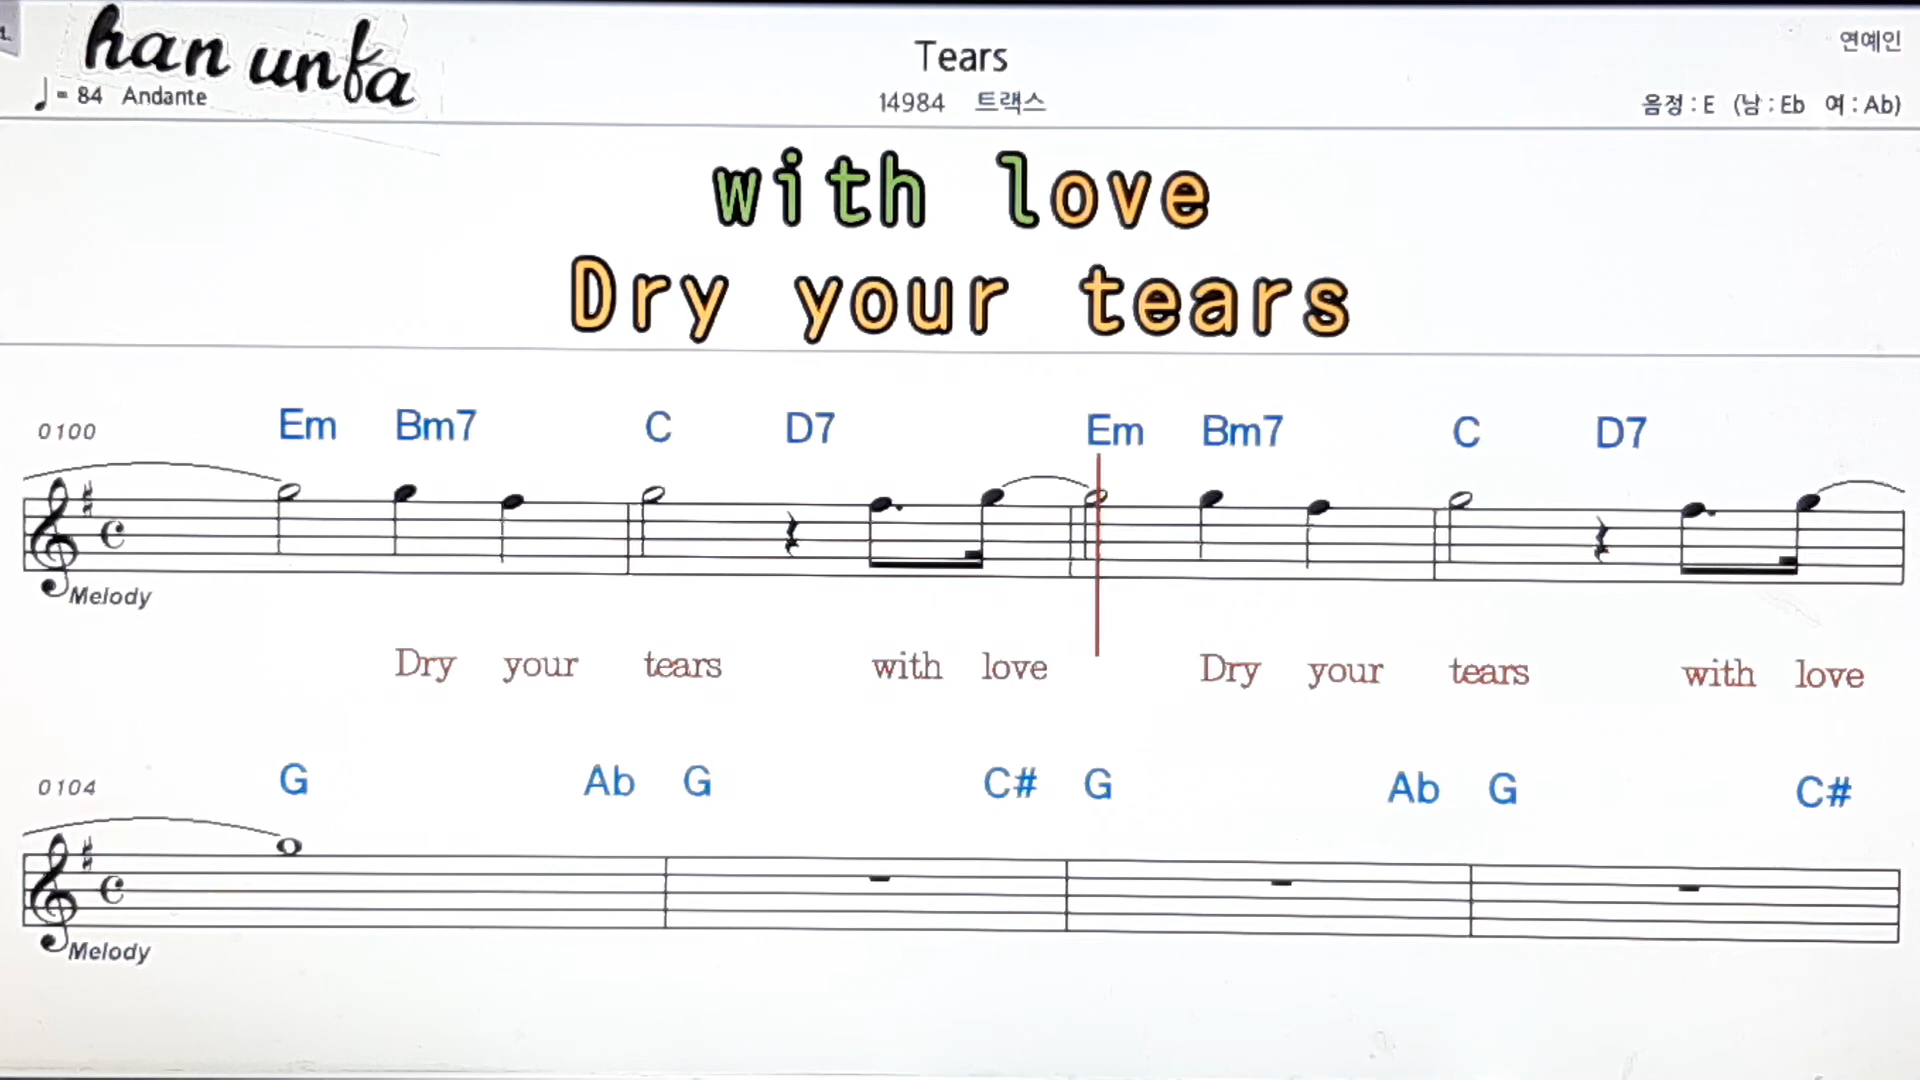 han unfa
Tears
연예인
♩= 84 Andante
14984 트랙스
음정 : E (남 : Eb 여 : Ab)
with love
Dry your tears
0100 Em Bm7 C D7 Em Bm7 C D7
Melody
Dry your tears with love Dry your tears with love
0104 G Ab G C# G Ab G C#
Melody